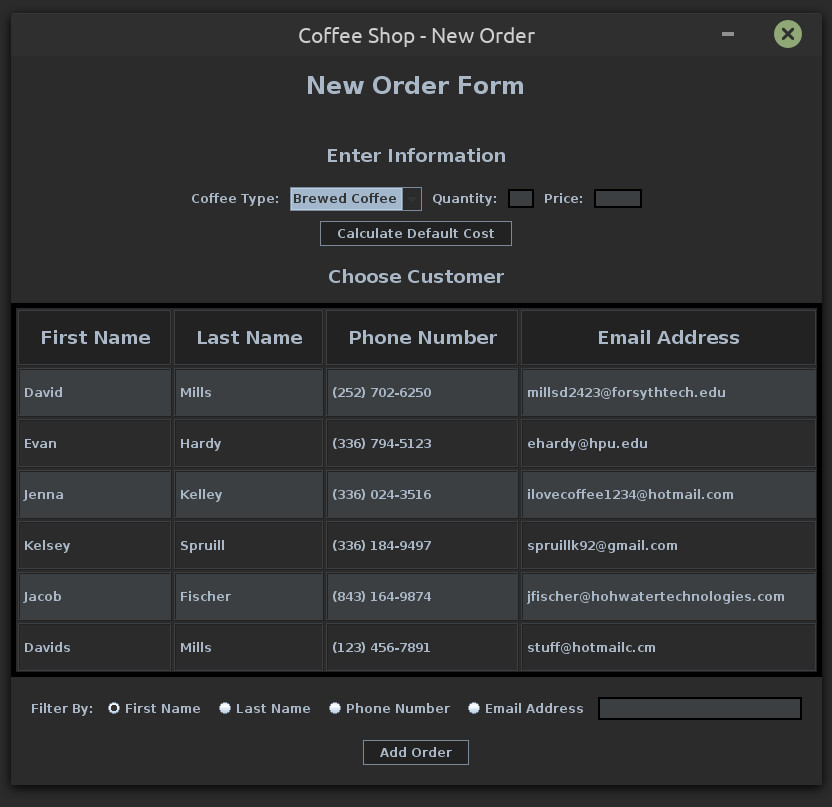 Coffee Shop - New Order
New Order Form
Enter Information
Coffee Type: Brewed Coffee Quantity: Price:
Calculate Default Cost
Choose Customer
First Name Last Name Phone Number Email Address
David Mills (252) 702-6250 millsd2423@forsythtech.edu
Evan Hardy (336) 794-5123 ehardy@hpu.edu
Jenna Kelley (336) 024-3516 ilovecoffee1234@hotmail.com
Kelsey Spruill (336) 184-9497 spruillk92@gmail.com
Jacob Fischer (843) 164-9874 jfischer@hohwatertechnologies.com
Davids Mills (123) 456-7891 stuff@hotmailc.cm
Filter By: First Name Last Name Phone Number Email Address
Add Order